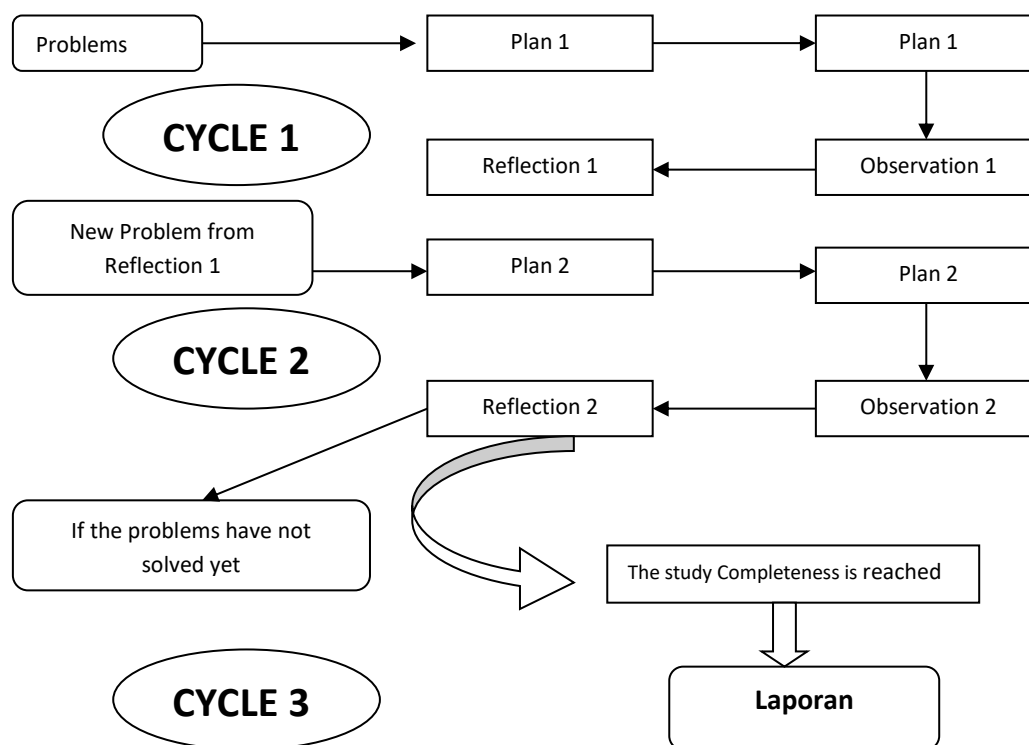 Problems
Plan 1
Plan 1
CYCLE 1
Reflection 1
Observation 1
New Problem from
Reflection 1
Plan 2
Plan 2
CYCLE 2
Reflection 2
Observation 2
If the problems have not
solved yet
The study Completeness is reached
CYCLE 3
Laporan